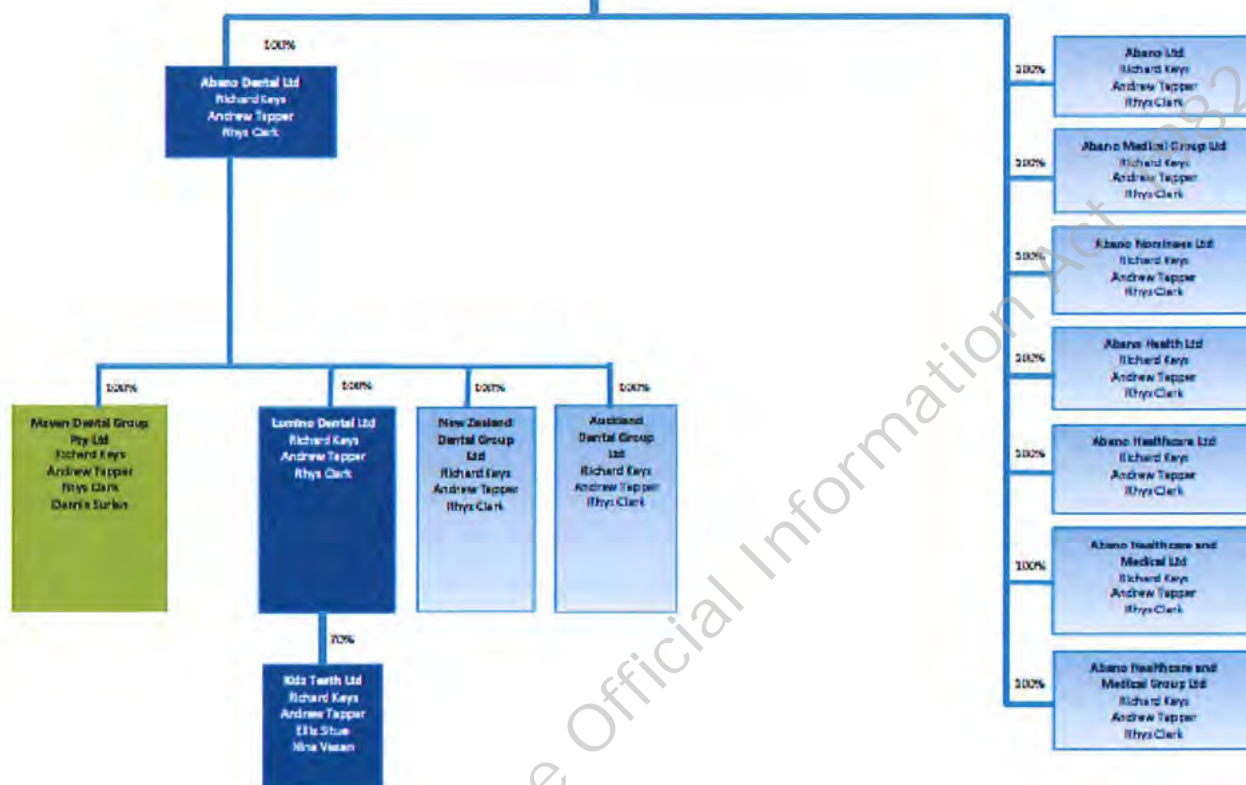 100%
Abano Dental Ltd
Richard Keys
Andrew Tapper
Rhys Clark
100%
Abano Ltd
Richard Keys
Andrew Tapper
Rhys Clark
100%
Abano Medical Group Ltd
Richard Keys
Andrew Tapper
Rhys Clark
100%
Abano Nominees Ltd
Richard Keys
Andrew Tapper
Rhys Clark
100%
Abano Health Ltd
Richard Keys
Andrew Tapper
Rhys Clark
100%
Abano Healthcare Ltd
Richard Keys
Andrew Tapper
Rhys Clark
100%
Abano Healthcare and
Medical Ltd
Richard Keys
Andrew Tapper
Rhys Clark
100%
Abano Healthcare and
Medical Group Ltd
Richard Keys
Andrew Tapper
Rhys Clark
100%
Maven Dental Group
Pty Ltd
Richard Keys
Andrew Tapper
Rhys Clark
100%
Lumino Dental Ltd
Richard Keys
Andrew Tapper
Rhys Clark
100%
New Zealand
Dental Group
Ltd
Richard Keys
Andrew Tapper
Rhys Clark
100%
Auckland
Dental Group
Ltd
Richard Keys
Andrew Tapper
Rhys Clark
70%
Kidz Teeth Ltd
Richard Keys
Andrew Tapper
Nina Vasan
e Official Information Act 1982